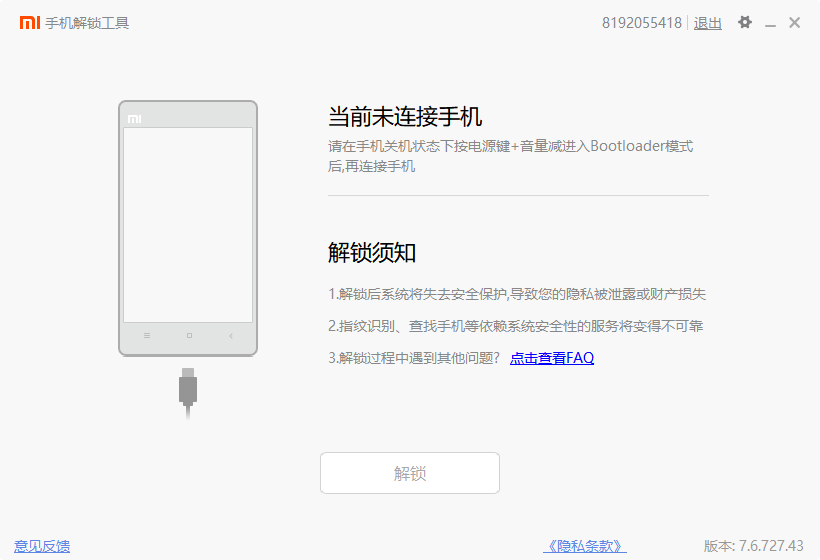 手机解锁工具
8192055418 退出
mi
当前未连接手机
请在手机关机状态下按电源键+音量减进入Bootloader模式
后,再连接手机
解锁须知
1.解锁后系统将失去安全保护,导致您的隐私被泄露或财产损失
2.指纹识别、查找手机等依赖系统安全性的服务将变得不可靠
3.解锁过程中遇到其他问题? 点击查看FAQ
解锁
意见反馈
《隐私条款》
版本: 7.6.727.43